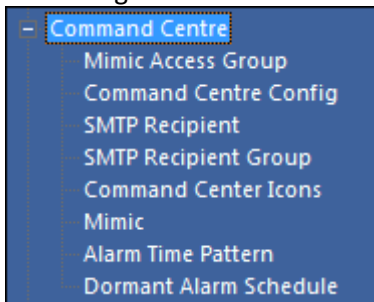 Command Centre
Mimic Access Group
Command Centre Config
SMTP Recipient
SMTP Recipient Group
Command Center Icons
Mimic
Alarm Time Pattern
Dormant Alarm Schedule